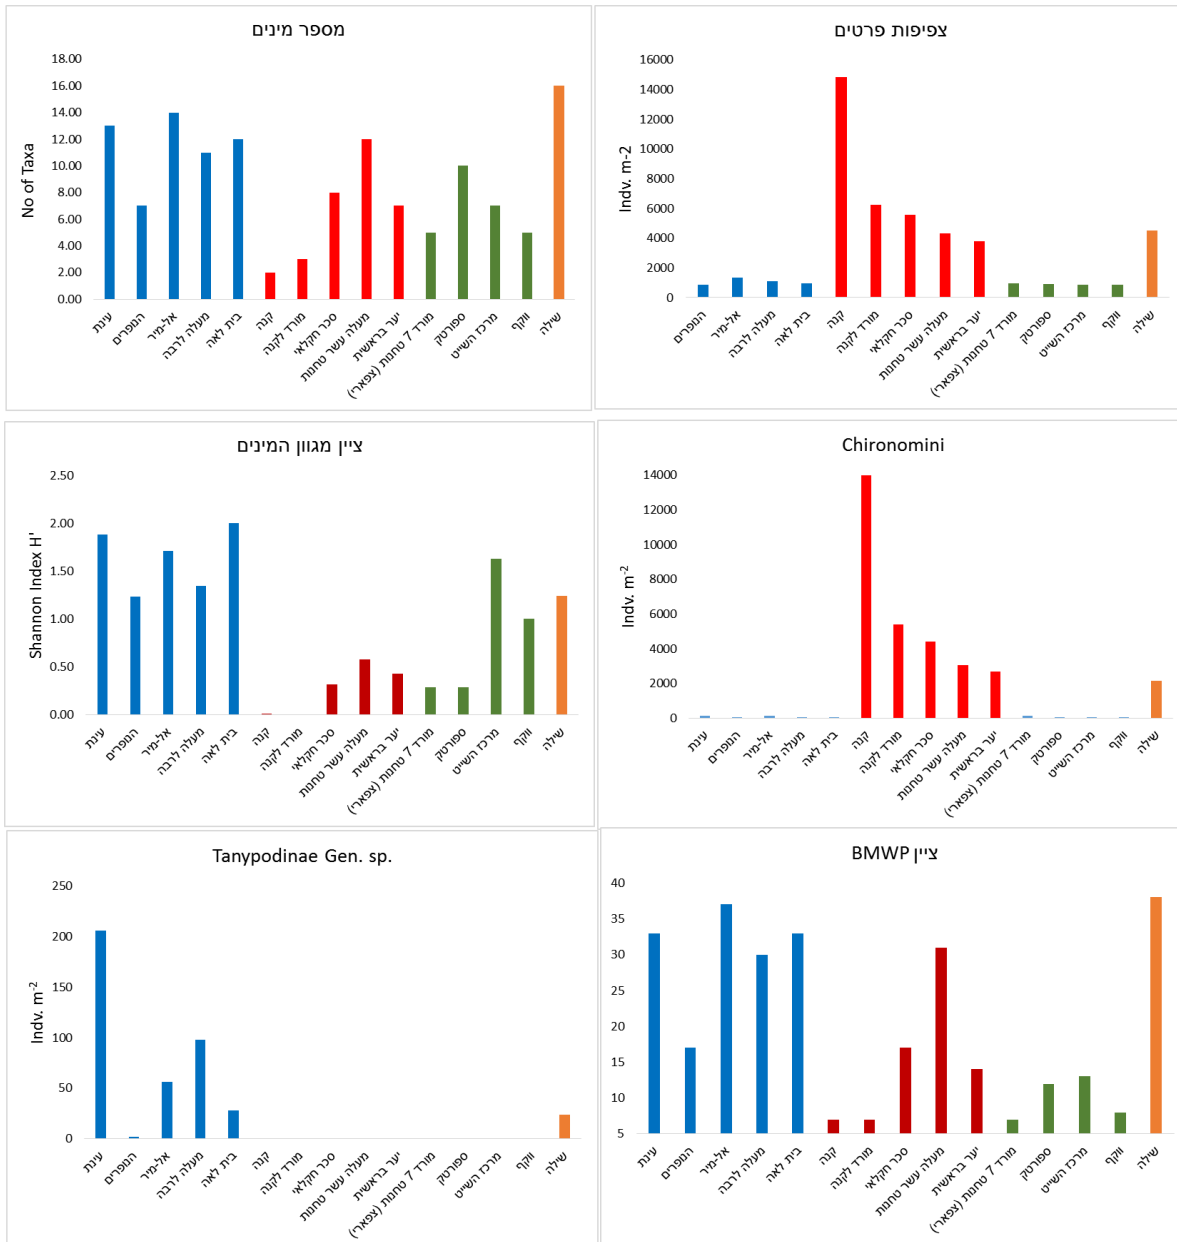 מספר מינים
No of Taxa
18.00
16.00
14.00
12.00
10.00
8.00
6.00
4.00
2.00
0.00
עינת
המפרים
אל-מיר
מעלה לרבה
בית לאה
קנה
מורד לקנה
סכר חקלאי
מעלה עשר טחנות
יער בראשית
מורד 7 טחנות (צפארי)
ספורטק
מרכז השייט
ווקף
שילה
צפיפות פרטים
Indv. m-2
16000
14000
12000
10000
8000
6000
4000
2000
0
המפרים
אל-מיר
מעלה לרבה
בית לאה
קנה
מורד לקנה
סכר חקלאי
מעלה עשר טחנות
יער בראשית
מורד 7 טחנות (צפארי)
ספורטק
מרכז השייט
ווקף
שילה
ציין מגוון המינים
Shannon Index H'
2.50
2.00
1.50
1.00
0.50
0.00
עינת
המפרים
אל-מיר
מעלה לרבה
בית לאה
קנה
מורד לקנה
סכר חקלאי
מעלה עשר טחנות
יער בראשית
מורד 7 טחנות (צפארי)
ספורטק
מרכז השייט
ווקף
שילה
Chironomini
Indv. m-2
14000
12000
10000
8000
6000
4000
2000
0
עינת
המפרים
אל-מיר
מעלה לרבה
בית לאה
קנה
מורד לקנה
סכר חקלאי
מעלה עשר טחנות
יער בראשית
מורד 7 טחנות (צפארי)
ספורטק
מרכז השייט
ווקף
שילה
Tanypodinae Gen. sp.
Indv. m-2
250
200
150
100
50
0
עינת
המפרים
אל-מיר
מעלה לרבה
בית לאה
קנה
מורד לקנה
סכר חקלאי
מעלה עשר טחנות
יער בראשית
מורד 7 טחנות (צפארי)
ספורטק
מרכז השייט
ווקף
שילה
ציין BMWP
40
35
30
25
20
15
10
5
עינת
המפרים
אל-מיר
מעלה לרבה
בית לאה
קנה
מורד לקנה
סכר חקלאי
מעלה עשר טחנות
יער בראשית
מורד 7 טחנות (צפארי)
ספורטק
מרכז השייט
ווקף
שילה